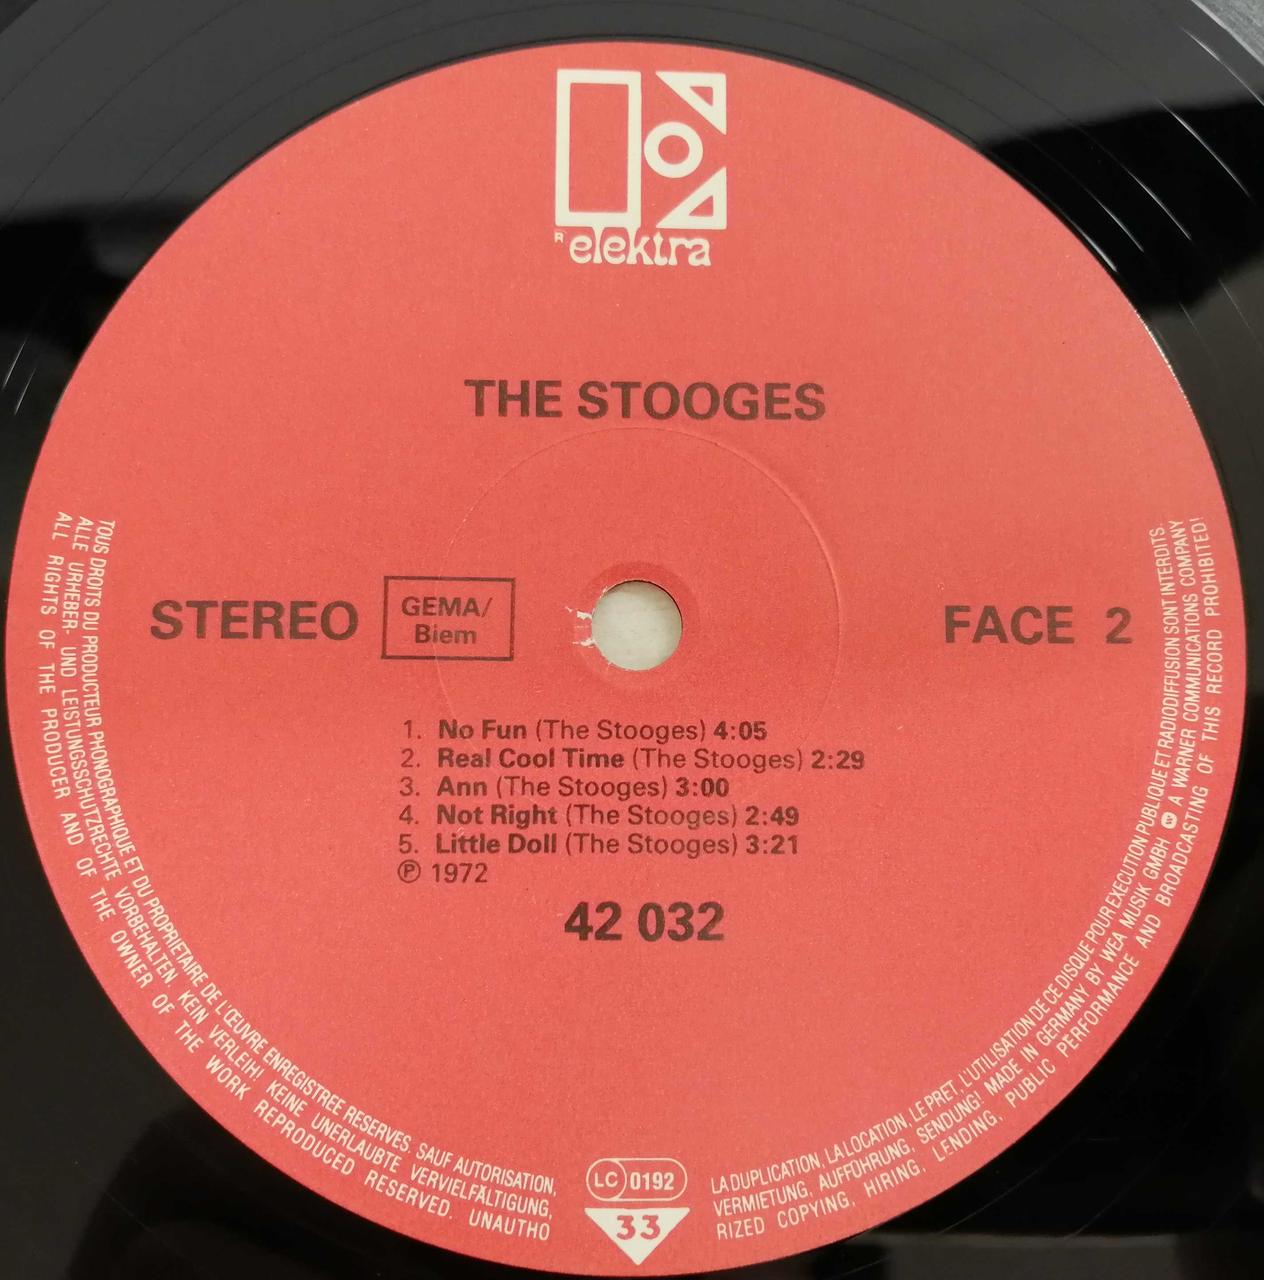 ® elektra
THE STOOGES
STEREO
GEMA/
Biem
FACE 2
1. No Fun (The Stooges) 4:05
2. Real Cool Time (The Stooges) 2:29
3. Ann (The Stooges) 3:00
4. Not Right (The Stooges) 2:49
5. Little Doll (The Stooges) 3:21
℗ 1972
42 032
TOUS DROITS DU PRODUCTEUR PHONOGRAPHIQUE ET DU PROPRIETAIRE DE L'ŒUVRE ENREGISTREE RESERVES. SAUF AUTORISATION,
LA DUPLICATION, LA LOCATION, LE PRET, L'UTILISATION DE CE DISQUE POUR EXECUTION PUBLIQUE ET RADIODIFFUSION SONT INTERDITS.
ALLE URHEBER- UND LEISTUNGSSCHUTZRECHTE VORBEHALTEN. KEIN VERLEIH! KEINE UNERLAUBTE VERVIELFÄLTIGUNG,
VERMIETUNG, AUFFÜHRUNG, SENDUNG! MADE IN GERMANY BY WEA MUSIK GMBH W A WARNER COMMUNICATIONS COMPANY
ALL RIGHTS OF THE PRODUCER AND OF THE OWNER OF THE WORK REPRODUCED RESERVED. UNAUTHO
RIZED COPYING, HIRING, LENDING, PUBLIC PERFORMANCE AND BROADCASTING OF THIS RECORD PROHIBITED!
LC 0192
33